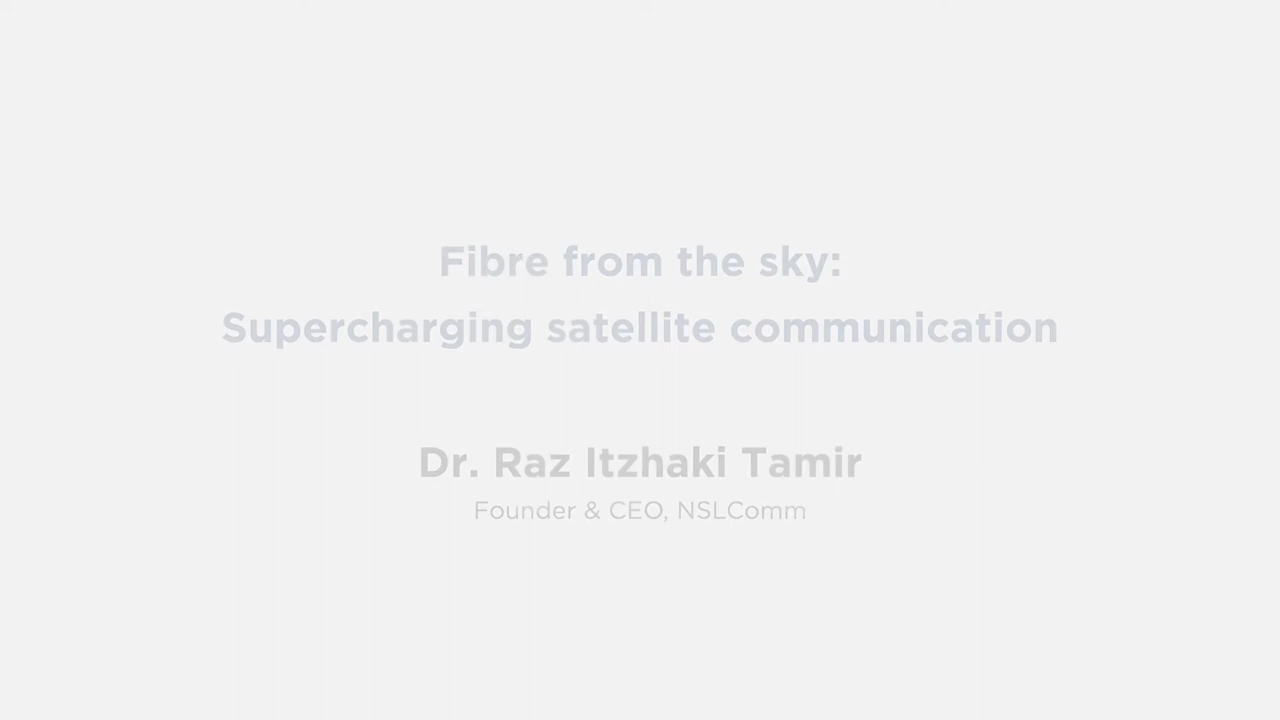 Fibre from the sky:
Supercharging satellite communication
Dr. Raz Itzhaki Tamir
Founder & CEO, NSLComm